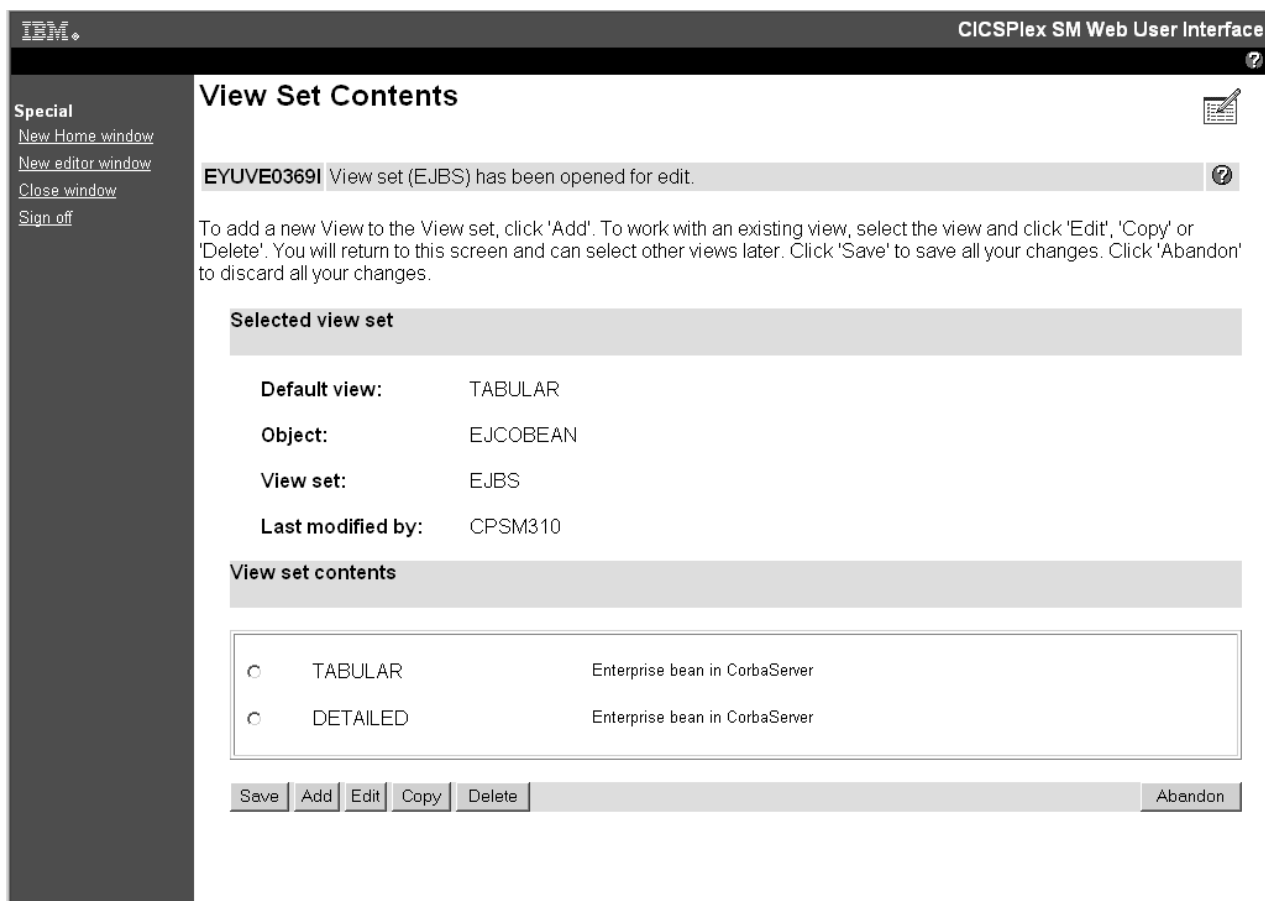 IBM.
CICSPlex SM Web User Interface
?
Special
New Home window
New editor window
Close window
Sign off
View Set Contents
EYUVE0369I View set (EJBS) has been opened for edit. ?
To add a new View to the View set, click 'Add'. To work with an existing view, select the view and click 'Edit', 'Copy' or
'Delete'. You will return to this screen and can select other views later. Click 'Save' to save all your changes. Click 'Abandon'
to discard all your changes.
Selected view set
Default view: TABULAR
Object: EJCOBEAN
View set: EJBS
Last modified by: CPSM310
View set contents
TABULAR Enterprise bean in CorbaServer
DETAILED Enterprise bean in CorbaServer
Save Add Edit Copy Delete Abandon